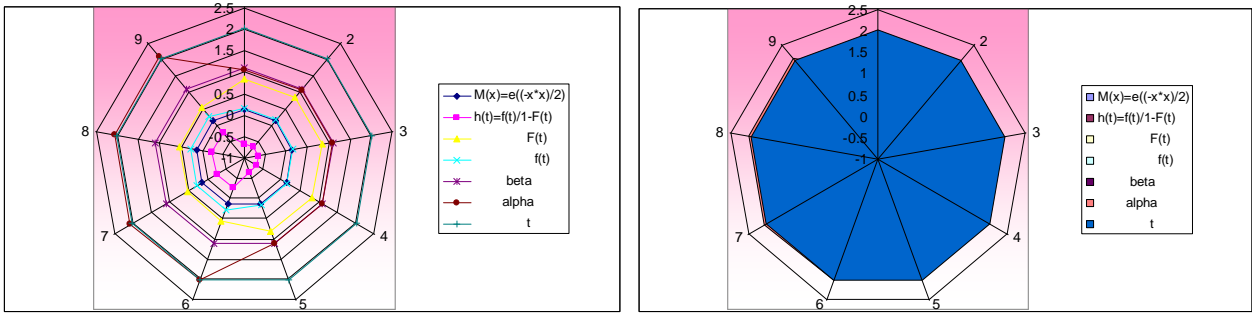 2.5
2
1.5
1
0.5
0
-0.5
-1
2
3
4
5
6
7
8
9
M(x)=e((-x*x)/2)
h(t)=f(t)/1-F(t)
F(t)
f(t)
beta
alpha
t
2.5
2
1.5
1
0.5
0
-0.5
-1
2
3
4
5
6
7
8
9
M(x)=e((-x*x)/2)
h(t)=f(t)/1-F(t)
F(t)
f(t)
beta
alpha
t